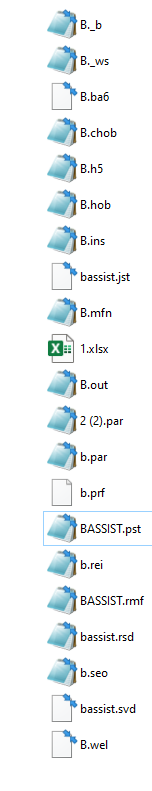 B._b
B._ws
B.ba6
B.chob
B.h5
B.hob
B.ins
bassist.jst
B.mfn
1.xlsx
B.out
2 (2).par
b.par
b.prf
BASSIST.pst
b.rei
BASSIST.rmf
bassist.rsd
b.seo
bassist.svd
B.wel